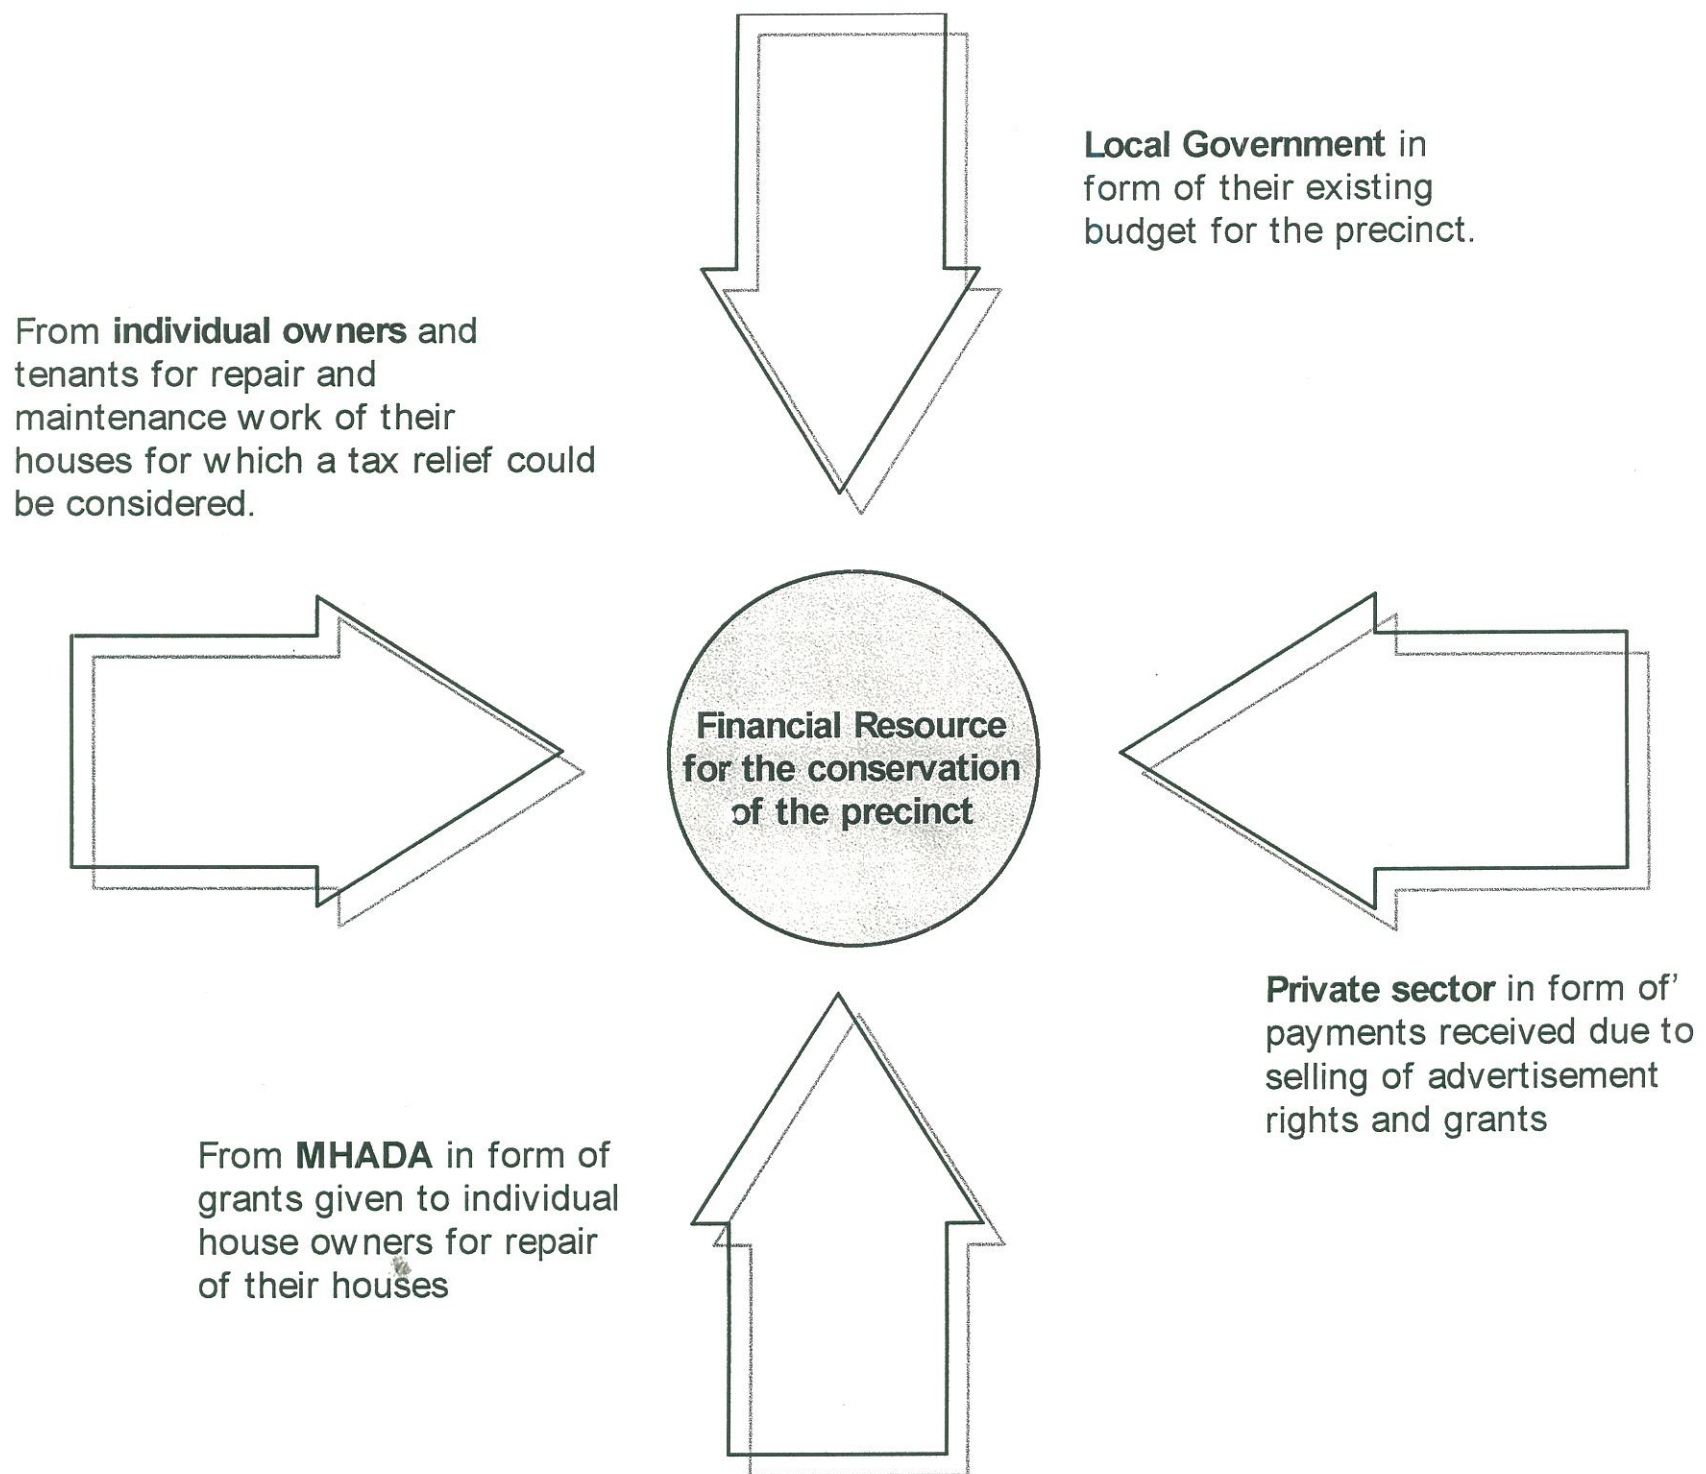 Local Government in
form of their existing
budget for the precinct.
From individual owners and
tenants for repair and
maintenance work of their
houses for which a tax relief could
be considered.
Financial Resource
for the conservation
of the precinct
Private sector in form of'
payments received due to
selling of advertisement
rights and grants
From MHADA in form of
grants given to individual
house owners for repair
of their houses